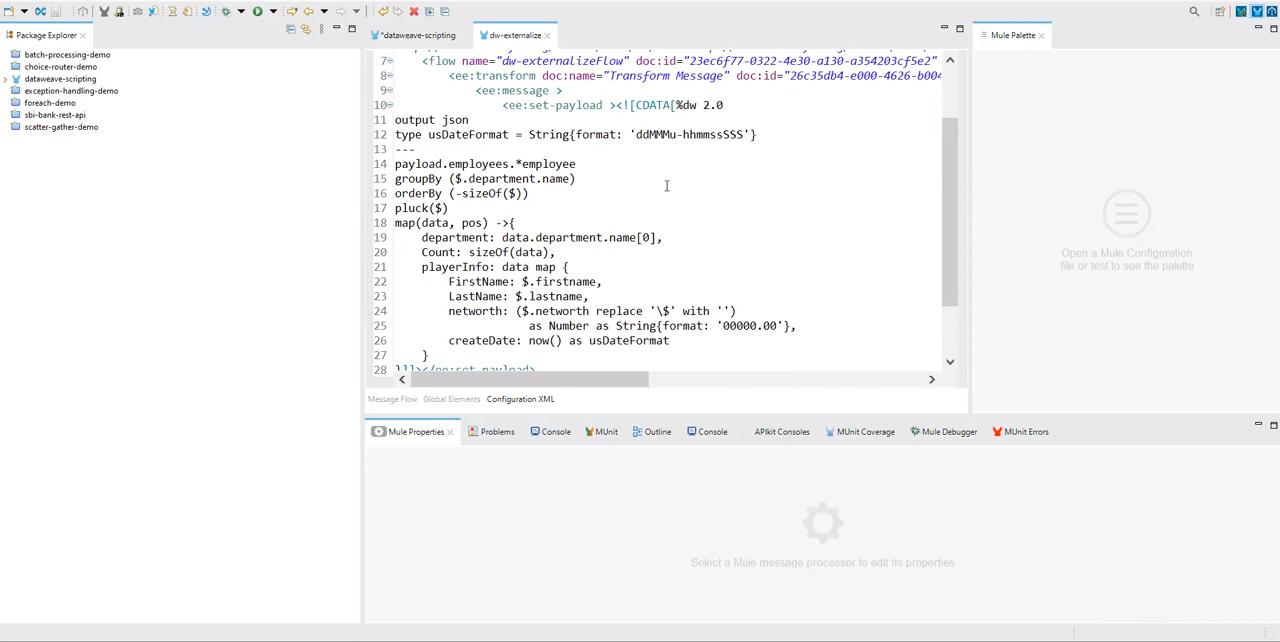 Package Explorer
*dataweave-scripting
dw-externalize
Mule Palette
batch-processing-demo
choice-router-demo
dataweave-scripting
exception-handling-demo
foreach-demo
sbi-bank-rest-api
scatter-gather-demo
7 <flow name="dw-externalizeFlow" doc:id="23ec6f77-0322-4e30-a130-a354203cf5e2"
8 <ee:transform doc:name="Transform Message" doc:id="26c35db4-e000-4626-b004
9 <ee:message >
10 <ee:set-payload ><![CDATA[%dw 2.0
11 output json
12 type usDateFormat = String{format: 'ddMMMu-hhmmssSSS'}
13 ---
14 payload.employees.*employee
15 groupBy ($.department.name)
16 orderBy (-sizeOf($))
17 pluck($)
18 map(data, pos) ->{
19 department: data.department.name[0],
20 Count: sizeOf(data),
21 playerInfo: data map {
22 FirstName: $.firstname,
23 LastName: $.lastname,
24 networth: ($.networth replace '\$' with '')
25 as Number as String{format: '00000.00'},
26 createDate: now() as usDateFormat
27 }
28 }]]></ee:set-payload>
Open a Mule Configuration
file or test to see the palette
Message Flow Global Elements Configuration XML
Mule Properties Problems Console MUnit Outline Console APIkit Consoles MUnit Coverage Mule Debugger MUnit Errors
Select a Mule message processor to edit its properties